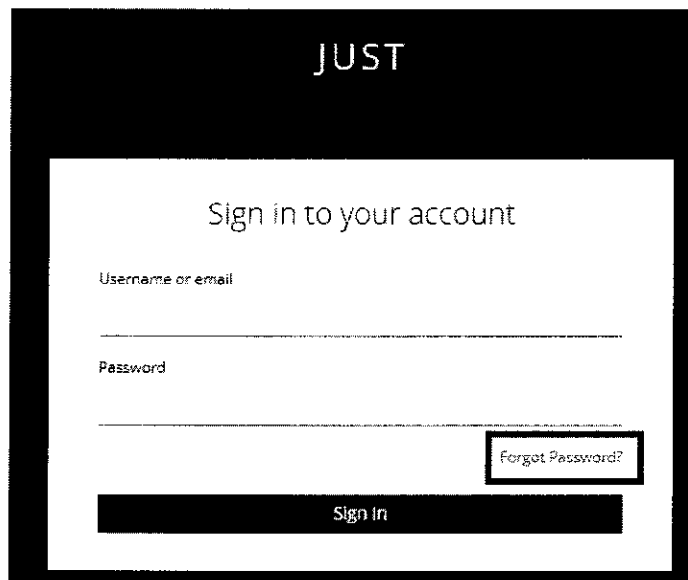 JUST
Sign in to your account
Username or email
Password
Forgot Password?
Sign In